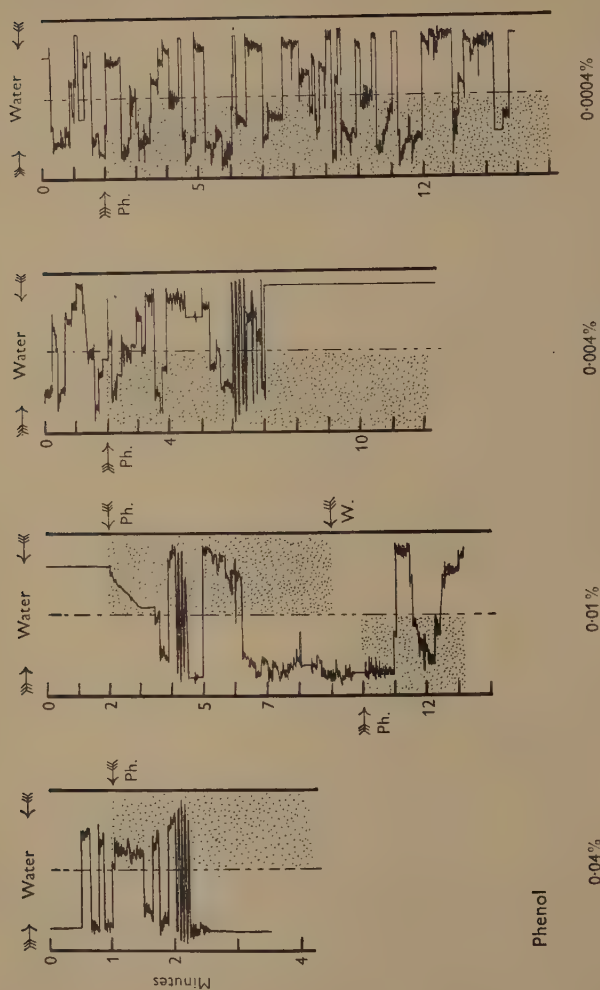 Water
0
1
2
4
Minutes
Ph.
0·04%
Water
0
2
5
7
12
Ph.
W.
Ph.
0·01%
Water
0
4
10
Ph.
0·004%
Water
0
5
12
Ph.
0·0004%
Phenol